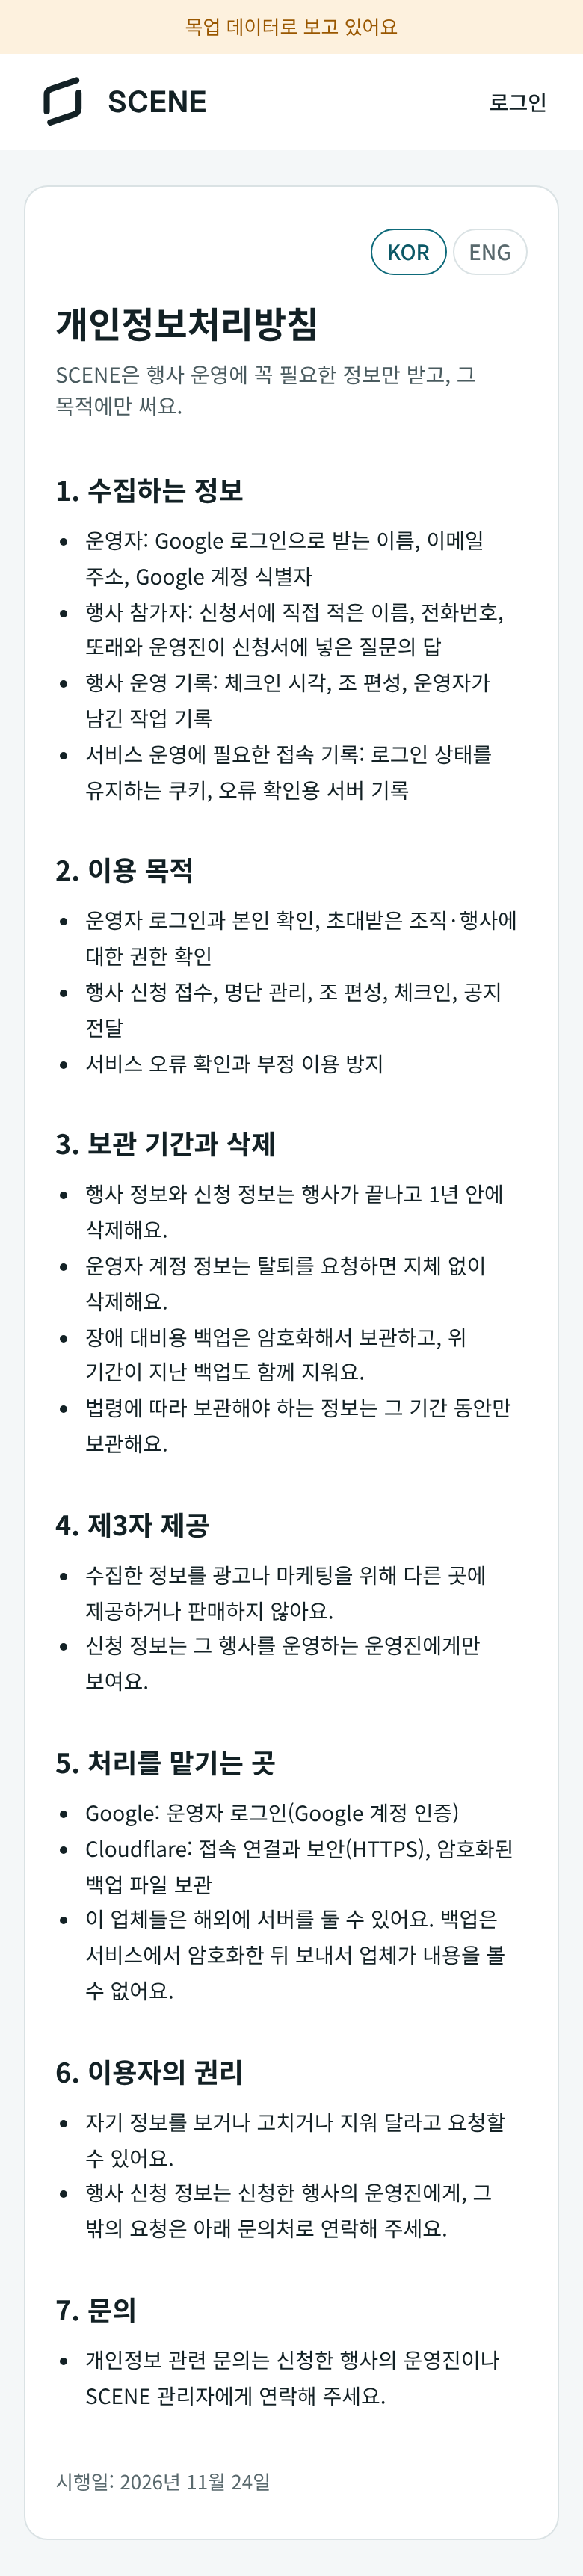 목업 데이터로 보고 있어요
SCENE
로그인
KOR ENG
개인정보처리방침
SCENE은 행사 운영에 꼭 필요한 정보만 받고, 그
목적에만 써요.
1. 수집하는 정보
• 운영자: Google 로그인으로 받는 이름, 이메일
주소, Google 계정 식별자
• 행사 참가자: 신청서에 직접 적은 이름, 전화번호,
또래와 운영진이 신청서에 넣은 질문의 답
• 행사 운영 기록: 체크인 시각, 조 편성, 운영자가
남긴 작업 기록
• 서비스 운영에 필요한 접속 기록: 로그인 상태를
유지하는 쿠키, 오류 확인용 서버 기록
2. 이용 목적
• 운영자 로그인과 본인 확인, 초대받은 조직·행사에
대한 권한 확인
• 행사 신청 접수, 명단 관리, 조 편성, 체크인, 공지
전달
• 서비스 오류 확인과 부정 이용 방지
3. 보관 기간과 삭제
• 행사 정보와 신청 정보는 행사가 끝나고 1년 안에
삭제해요.
• 운영자 계정 정보는 탈퇴를 요청하면 지체 없이
삭제해요.
• 장애 대비용 백업은 암호화해서 보관하고, 위
기간이 지난 백업도 함께 지워요.
• 법령에 따라 보관해야 하는 정보는 그 기간 동안만
보관해요.
4. 제3자 제공
• 수집한 정보를 광고나 마케팅을 위해 다른 곳에
제공하거나 판매하지 않아요.
• 신청 정보는 그 행사를 운영하는 운영진에게만
보여요.
5. 처리를 맡기는 곳
• Google: 운영자 로그인(Google 계정 인증)
• Cloudflare: 접속 연결과 보안(HTTPS), 암호화된
백업 파일 보관
• 이 업체들은 해외에 서버를 둘 수 있어요. 백업은
서비스에서 암호화한 뒤 보내서 업체가 내용을 볼
수 없어요.
6. 이용자의 권리
• 자기 정보를 보거나 고치거나 지워 달라고 요청할
수 있어요.
• 행사 신청 정보는 신청한 행사의 운영진에게, 그
밖의 요청은 아래 문의처로 연락해 주세요.
7. 문의
• 개인정보 관련 문의는 신청한 행사의 운영진이나
SCENE 관리자에게 연락해 주세요.
시행일: 2026년 11월 24일